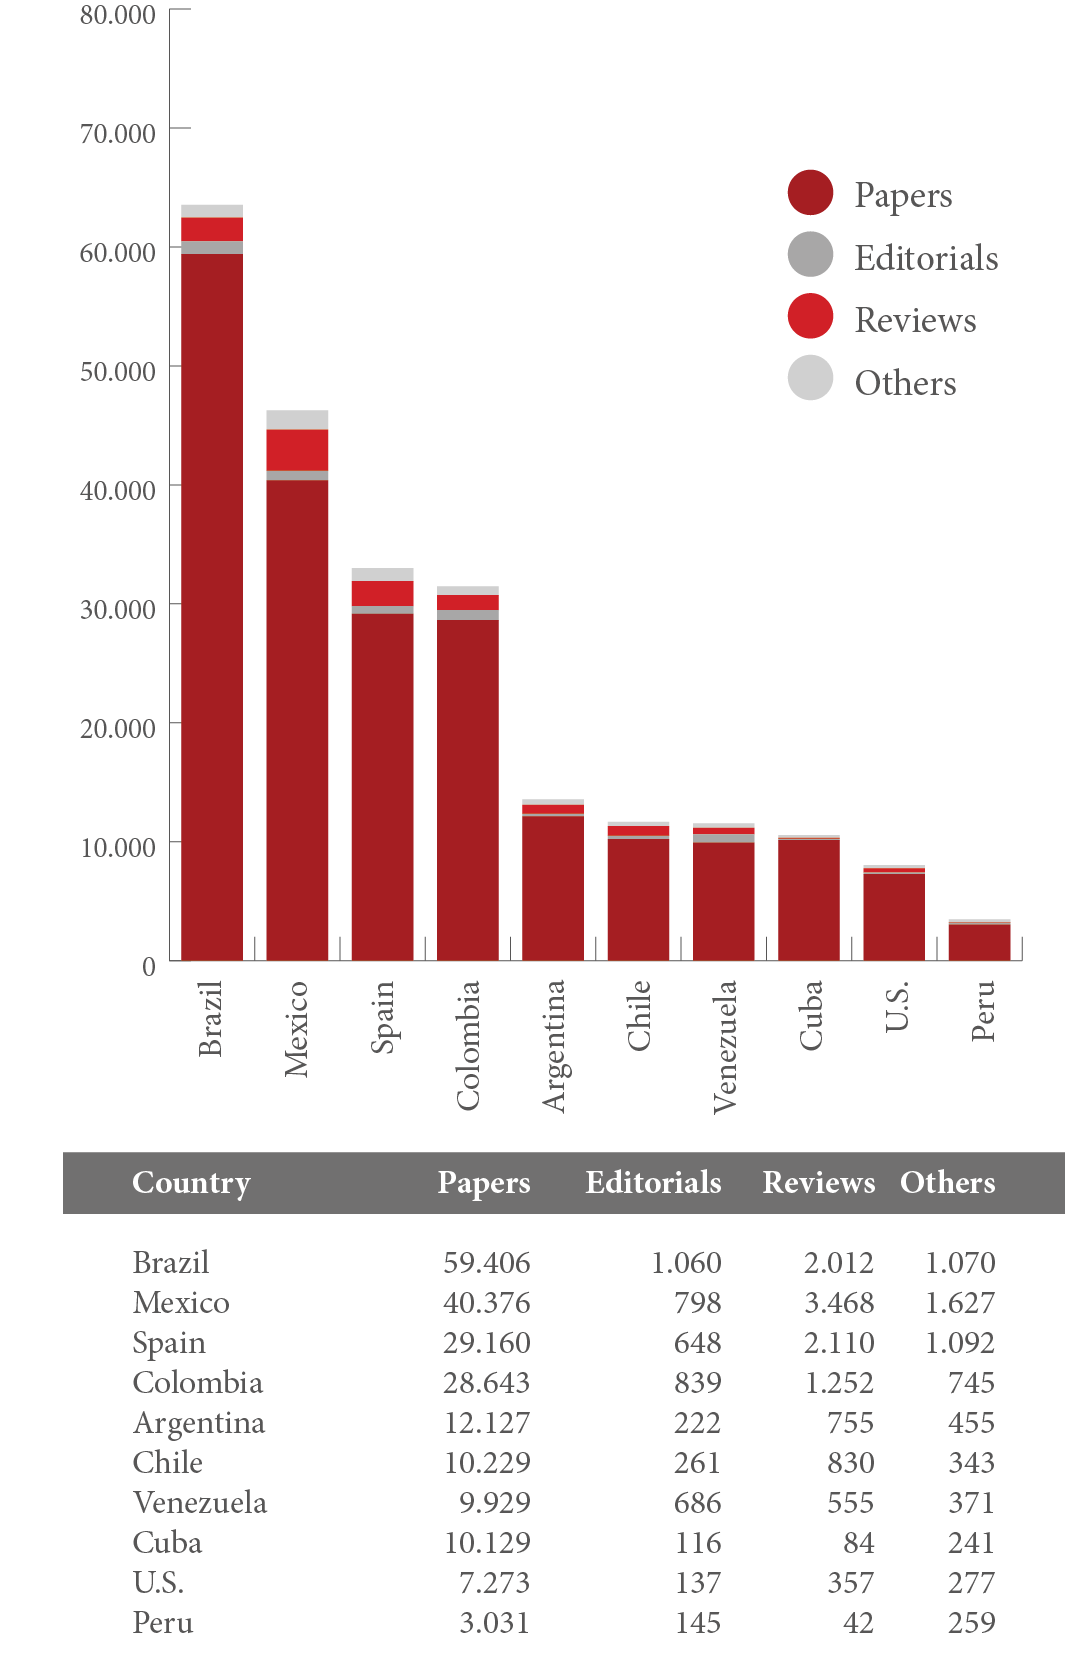 80.000
70.000
60.000
50.000
40.000
30.000
20.000
10.000
0
Papers
Editorials
Reviews
Others
Brazil
Mexico
Spain
Colombia
Argentina
Chile
Venezuela
Cuba
U.S.
Peru
Country Papers Editorials Reviews Others
Brazil 59.406 1.060 2.012 1.070
Mexico 40.376 798 3.468 1.627
Spain 29.160 648 2.110 1.092
Colombia 28.643 839 1.252 745
Argentina 12.127 222 755 455
Chile 10.229 261 830 343
Venezuela 9.929 686 555 371
Cuba 10.129 116 84 241
U.S. 7.273 137 357 277
Peru 3.031 145 42 259